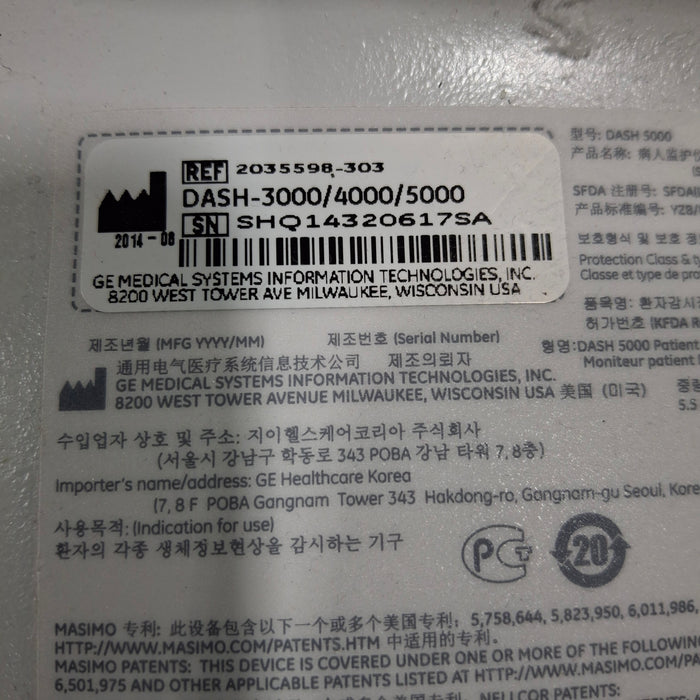 REF 2035598-303
DASH-3000/4000/5000
SN SHQ14320617SA
2014-08
GE MEDICAL SYSTEMS INFORMATION TECHNOLOGIES, INC.
8200 WEST TOWER AVE MILWAUKEE, WISCONSIN USA
型号: DASH 5000
产品名称: 病人监护
SFDA 注册号: SFDA
产品标准编号: YZB/
보호형식 및 보호 정
Protection Class & ty
Classe et type de pro
품목명: 환자감시
허가번호 (KFDA R
형명:DASH 5000 Patient
Moniteur patient
중량
5.5
제조년월 (MFG YYYY/MM) 제조번호 (Serial Number)
通用电气医疗系统信息技术公司 제조의뢰자
GE MEDICAL SYSTEMS INFORMATION TECHNOLOGIES, INC.
8200 WEST TOWER AVENUE MILWAUKEE, WISCONSIN USA 美国 (미국)
수입업자 상호 및 주소: 지이헬스케어코리아 주식회사
(서울시 강남구 학동로 343 POBA 강남 타워 7, 8층)
Importer's name/address: GE Healthcare Korea
(7, 8 F POBA Gangnam Tower 343 Hakdong-ro, Gangnam-gu Seoul, Kore
사용목적: (Indication for use)
환자의 각종 생체정보현상을 감시하는 기구
20
MASIMO 专利: 此设备包含以下一个或多个美国专利: 5,758,644, 5,823,950, 6,011,986,
HTTP://WWW.MASIMO.COM/PATENTS.HTM 中适用的专利.
MASIMO PATENTS: THIS DEVICE IS COVERED UNDER ONE OR MORE OF THE FOLLOWIN
6,501,975 AND OTHER APPLICABLE PATENTS LISTED AT HTTP://WWW.MASIMO